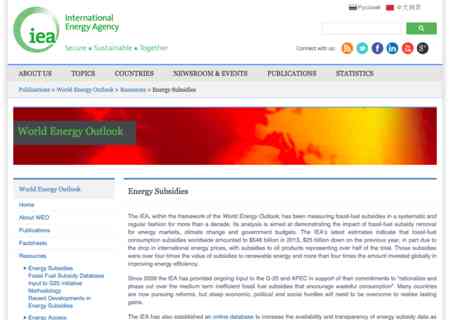 Русский 中文网页
iea
International
Energy Agency
Secure • Sustainable • Together
Connect with us:
ABOUT US TOPICS COUNTRIES NEWSROOM & EVENTS PUBLICATIONS STATISTICS
Publications > World Energy Outlook > Resources > Energy Subsidies
World Energy Outlook
World Energy Outlook
Home
About WEO
Publications
Factsheets
Resources
Energy Subsidies
Fossil Fuel Subsidy Database
Input to G20 Initiative
Methodology
Recent Developments in
Energy Subsidies
Energy Access
Energy Subsidies
The IEA, within the framework of the World Energy Outlook, has been measuring fossil-fuel subsidies in a systematic and
regular fashion for more than a decade. Its analysis is aimed at demonstrating the impact of fossil-fuel subsidy removal
for energy markets, climate change and government budgets. The IEA's latest estimates indicate that fossil-fuel
consumption subsidies worldwide amounted to $548 billion in 2013, $25 billion down on the previous year, in part due to
the drop in international energy prices, with subsidies to oil products representing over half of the total. Those subsidies
were over four times the value of subsidies to renewable energy and more than four times the amount invested globally in
improving energy efficiency.
Since 2009 the IEA has provided ongoing input to the G-20 and APEC in support of their commitments to "rationalize and
phase out over the medium term inefficient fossil fuel subsidies that encourage wasteful consumption". Many countries
are now pursuing reforms, but steep economic, political and social hurdles will need to be overcome to realise lasting
gains.
The IEA has also established an online database to increase the availability and transparency of energy subsidy data as